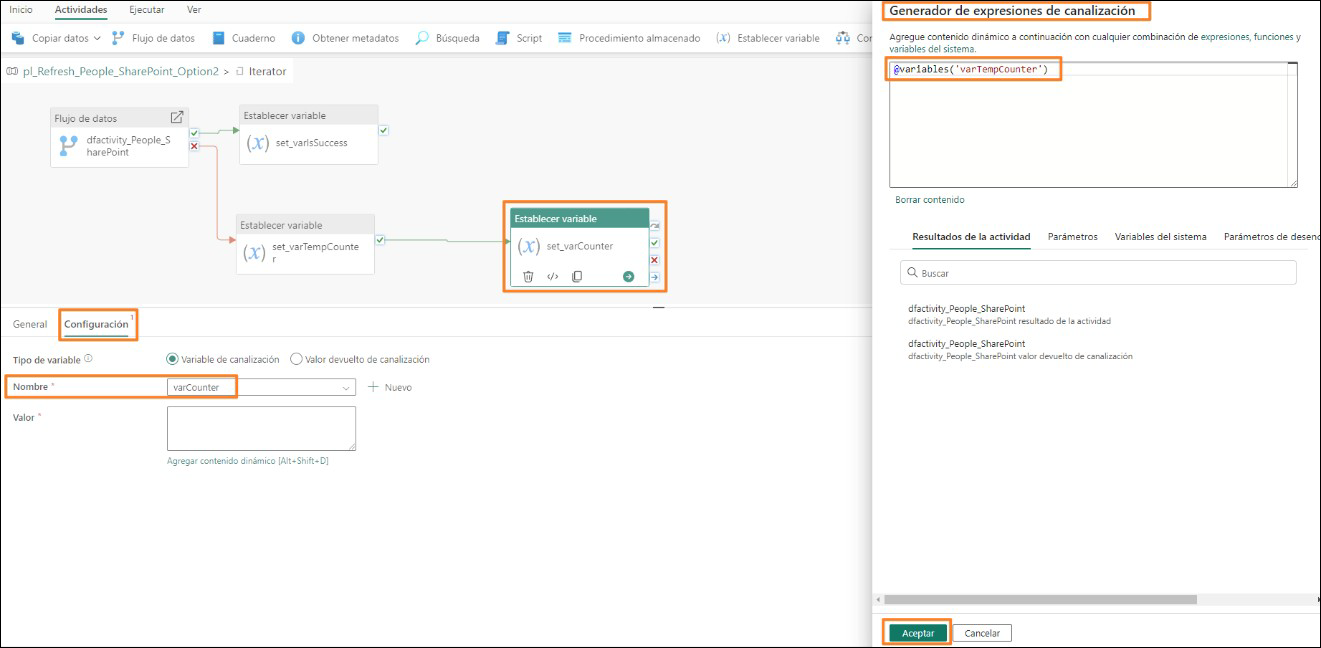 Inicio Actividades Ejecutar Ver
Copiar datos Flujo de datos Cuaderno Obtener metadatos Búsqueda Script Procedimiento almacenado (x) Establecer variable Cor
pl_Refresh_People_SharePoint_Option2 > Iterator
Flujo de datos
dfactivity_People_S
harePoint
Establecer variable
(x) set_varIsSuccess
Establecer variable
(x) set_varTempCounte
r
Establecer variable
(x) set_varCounter
General Configuración 1
Tipo de variable Variable de canalización Valor devuelto de canalización
Nombre * varCounter Nuevo
Valor *
Agregar contenido dinámico [Alt+Shift+D]
Generador de expresiones de canalización
Agregue contenido dinámico a continuación con cualquier combinación de expresiones, funciones y
variables del sistema.
@variables('varTempCounter')
Borrar contenido
Resultados de la actividad Parámetros Variables del sistema Parámetros de desenc
Buscar
dfactivity_People_SharePoint
dfactivity_People_SharePoint resultado de la actividad
dfactivity_People_SharePoint
dfactivity_People_SharePoint valor devuelto de canalización
Aceptar Cancelar